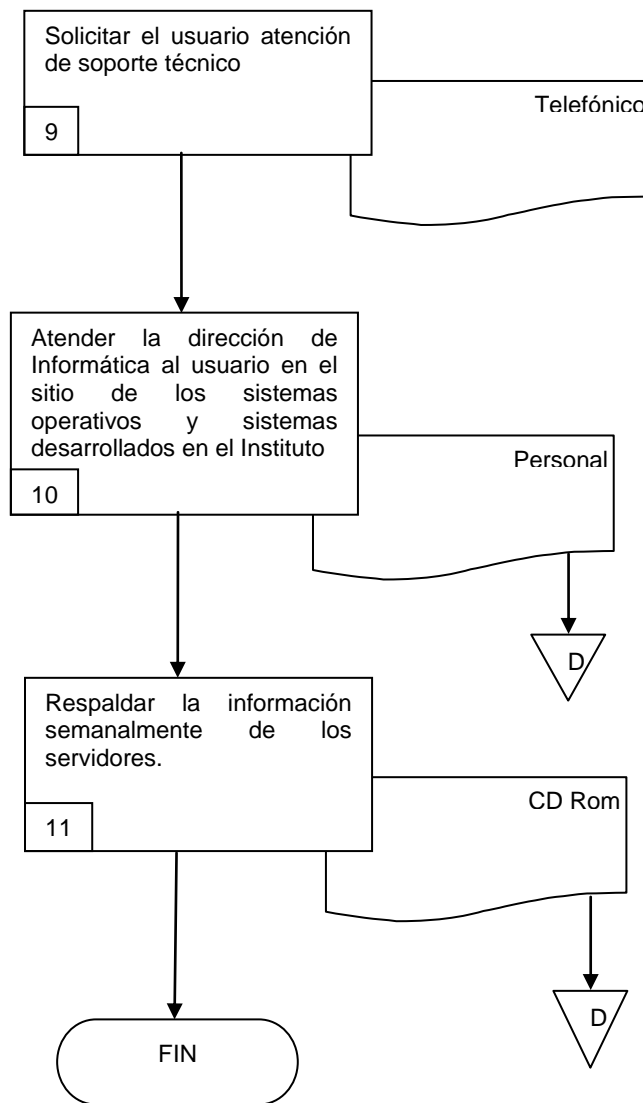 Solicitar el usuario atención
de soporte técnico
9
Telefónico
Atender la dirección de
Informática al usuario en el
sitio de los sistemas
operativos y sistemas
desarrollados en el Instituto
10
Personal
D
Respaldar la información
semanalmente de los
servidores.
11
CD Rom
D
FIN